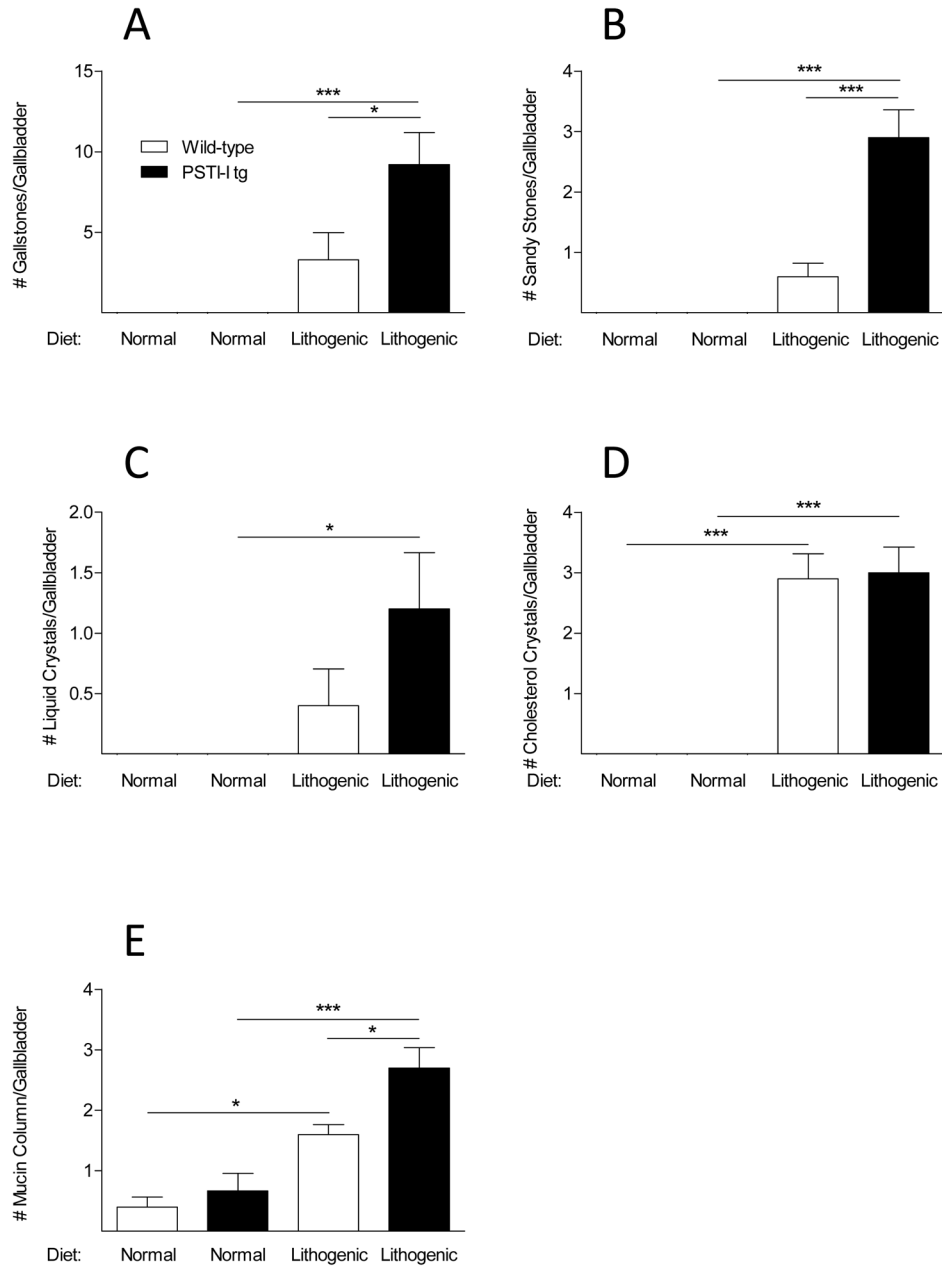 A
# Gallstones/Gallbladder
15
10
5
***
*
Wild-type
PSTI-I tg
Diet: Normal Normal Lithogenic Lithogenic
B
# Sandy Stones/Gallbladder
4
3
2
1
***
***
Diet: Normal Normal Lithogenic Lithogenic
C
# Liquid Crystals/Gallbladder
2.0
1.5
1.0
0.5
*
Diet: Normal Normal Lithogenic Lithogenic
D
# Cholesterol Crystals/Gallbladder
4
3
2
1
***
***
Diet: Normal Normal Lithogenic Lithogenic
E
# Mucin Column/Gallbladder
4
3
2
1
***
*
*
Diet: Normal Normal Lithogenic Lithogenic